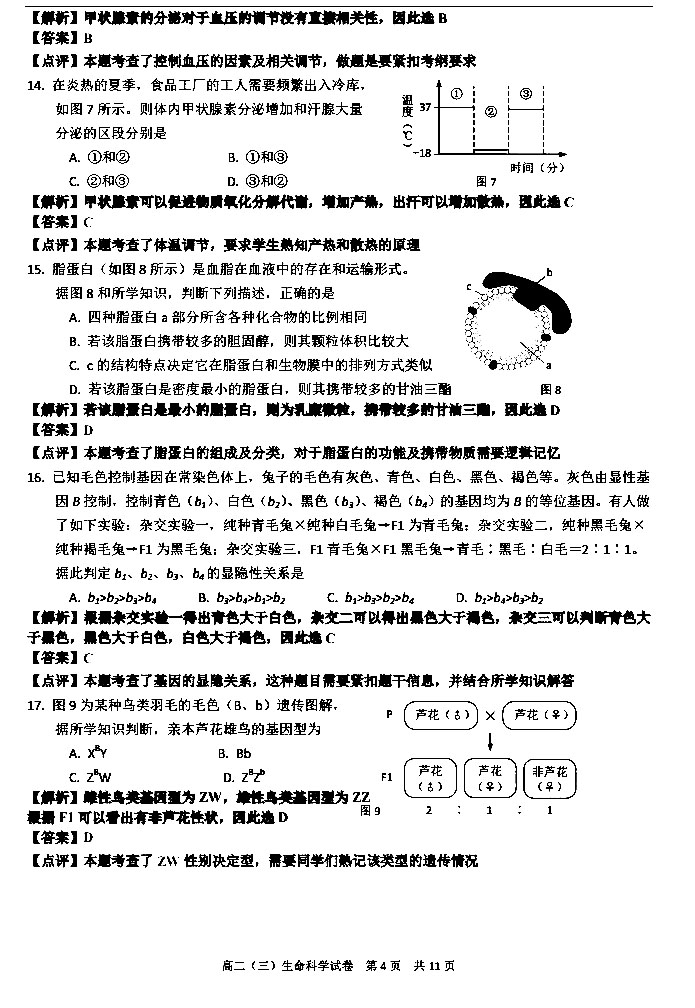 【解析】甲状腺素的分泌对于血压的调节没有直接相关性，因此选 B
【答案】B
【点评】本题考查了控制血压的因素及相关调节，做题是要紧扣考纲要求
14. 在炎热的夏季，食品工厂的工人需要频繁出入冷库，
如图 7 所示。则体内甲状腺素分泌增加和汗腺大量
分泌的区段分别是
A. ①和② B. ①和③
C. ②和③ D. ③和②
温度（℃）
37
-18
① ② ③
时间（分）
图 7
【解析】甲状腺素可以促进物质氧化分解代谢，增加产热，出汗可以增加散热，因此选 C
【答案】C
【点评】本题考查了体温调节，要求学生熟知产热和散热的原理
15. 脂蛋白（如图 8 所示）是血脂在血液中的存在和运输形式。
据图 8 和所学知识，判断下列描述，正确的是
A. 四种脂蛋白 a 部分所含各种化合物的比例相同
B. 若该脂蛋白携带较多的胆固醇，则其颗粒体积比较大
C. c 的结构特点决定它在脂蛋白和生物膜中的排列方式类似
D. 若该脂蛋白是密度最小的脂蛋白，则其携带较多的甘油三酯
b
c
a
图 8
【解析】若该脂蛋白是最小的脂蛋白，则为乳糜微粒，携带较多的甘油三酯，因此选 D
【答案】D
【点评】本题考查了脂蛋白的组成及分类，对于脂蛋白的功能及携带物质需要逻辑记忆
16. 已知毛色控制基因在常染色体上，兔子的毛色有灰色、青色、白色、黑色、褐色等。灰色由显性基
因 B 控制，控制青色（b₁）、白色（b₂）、黑色（b₃）、褐色（b₄）的基因均为 B 的等位基因。有人做
了如下实验：杂交实验一，纯种青毛兔×纯种白毛兔→F1 为青毛兔；杂交实验二，纯种黑毛兔×
纯种褐毛兔→F1 为黑毛兔；杂交实验三，F1 青毛兔×F1 黑毛兔→青毛∶黑毛∶白毛=2∶1∶1。
据此判定 b₁、b₂、b₃、b₄ 的显隐性关系是
A. b₁>b₂>b₃>b₄ B. b₃>b₄>b₁>b₂ C. b₁>b₃>b₂>b₄ D. b₁>b₄>b₃>b₂
【解析】根据杂交实验一得出青色大于白色，杂交二可以得出黑色大于褐色，杂交三可以判断青色大
于黑色，黑色大于白色，白色大于褐色，因此选 C
【答案】C
【点评】本题考查了基因的显隐关系，这种题目需要紧扣题干信息，并结合所学知识解答
17. 图 9 为某种鸟类羽毛的毛色（B、b）遗传图解，
据所学知识判断，亲本芦花雄鸟的基因型为
A. XᴮY B. Bb
C. ZᴮW D. ZᴮZᵇ
P 芦花（♂） × 芦花（♀）
F1 芦花（♂） 芦花（♀） 非芦花（♀）
图 9 2 ∶ 1 ∶ 1
【解析】雌性鸟类基因型为 ZW，雄性鸟类基因型为 ZZ
根据 F1 可以看出有非芦花性状，因此选 D
【答案】D
【点评】本题考查了 ZW 性别决定型，需要同学们熟记该类型的遗传情况
高二（三）生命科学试卷 第 4 页 共 11 页